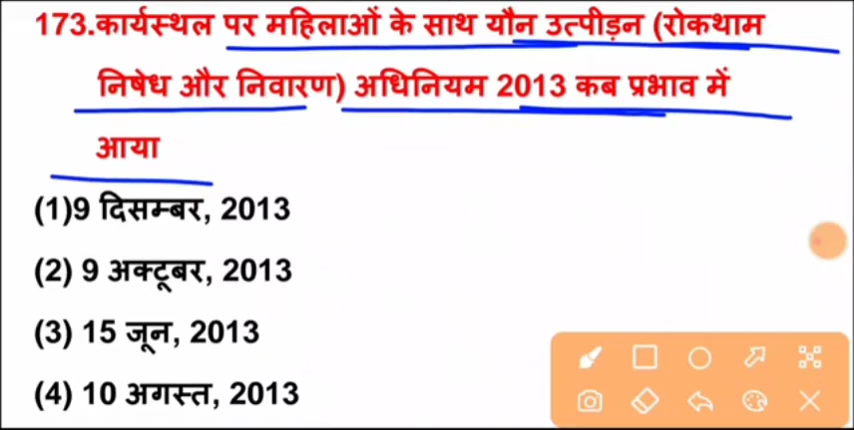 173.कार्यस्थल पर महिलाओं के साथ यौन उत्पीड़न (रोकथाम
निषेध और निवारण) अधिनियम 2013 कब प्रभाव में
आया
(1)9 दिसम्बर, 2013
(2) 9 अक्टूबर, 2013
(3) 15 जून, 2013
(4) 10 अगस्त, 2013